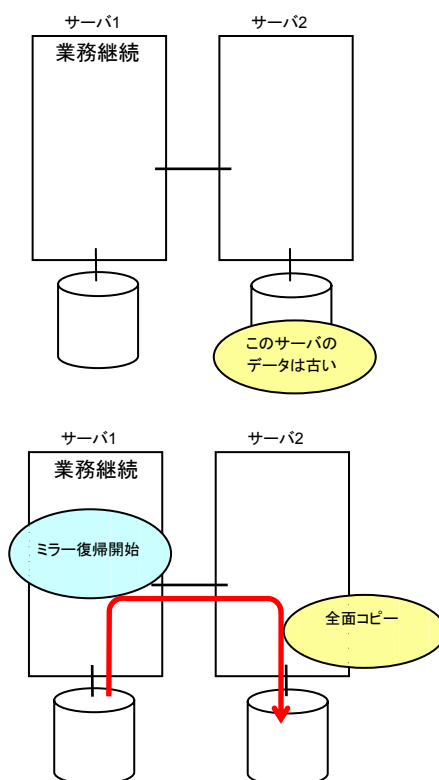 サーバ1
サーバ2
業務継続
このサーバの
データは古い
サーバ1
サーバ2
業務継続
ミラー復帰開始
全面コピー